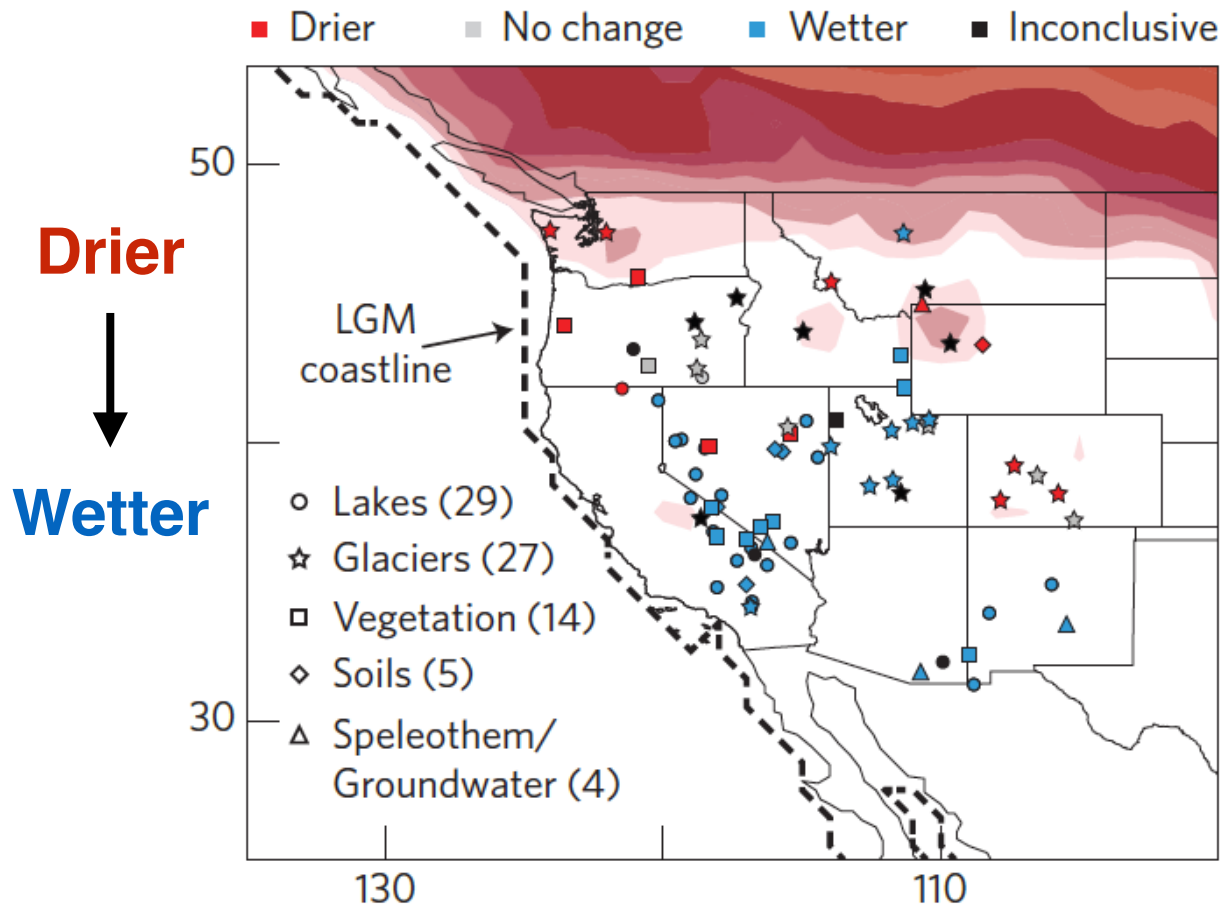 Drier No change Wetter Inconclusive
50
Drier
LGM
coastline
Wetter
Lakes (29)
Glaciers (27)
Vegetation (14)
Soils (5)
30
Speleothem/
Groundwater (4)
130 110